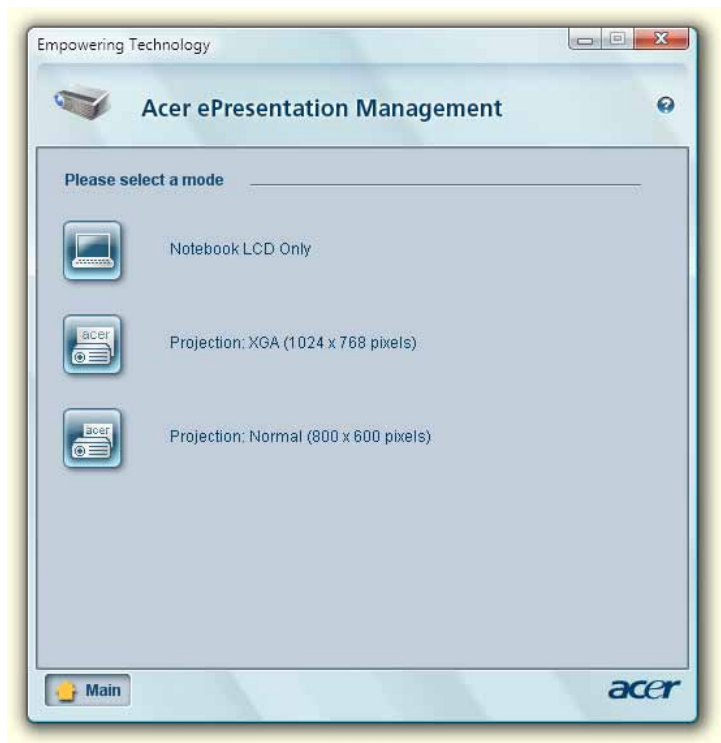 Empowering Technology
Acer ePresentation Management
Please select a mode
Notebook LCD Only
acer
Projection: XGA (1024 x 768 pixels)
acer
Projection: Normal (800 x 600 pixels)
Main
acer